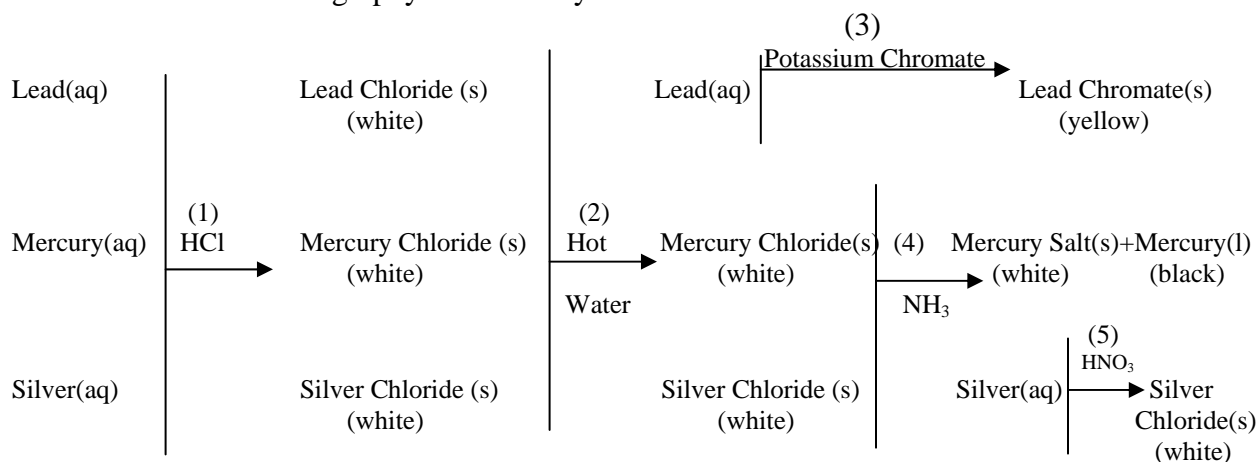 (3)
Potassium Chromate
Lead(aq) Lead Chloride (s) Lead(aq) Lead Chromate(s)
(white) (yellow)
(1) (2)
Mercury(aq) HCl Mercury Chloride (s) Hot Mercury Chloride(s) (4) Mercury Salt(s)+Mercury(l)
(white) (white) (white) (black)
Water NH₃
(5)
HNO₃
Silver(aq) Silver Chloride (s) Silver Chloride (s) Silver(aq) Silver
(white) (white) Chloride(s)
(white)